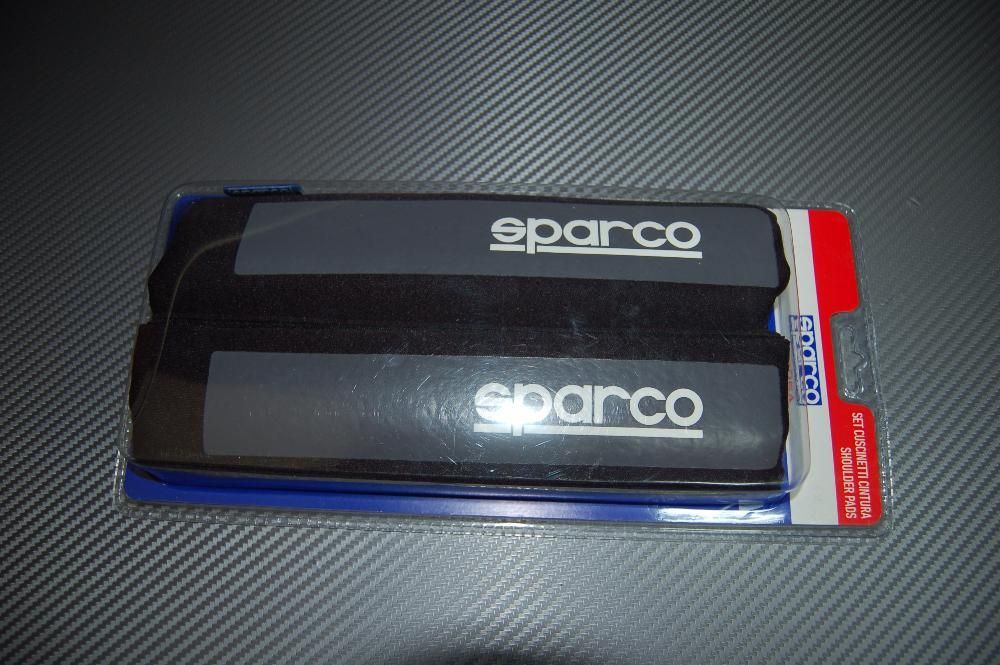 sparco
sparco
sparco
SET CUSCINETTI CINTURA
SHOULDER PADS